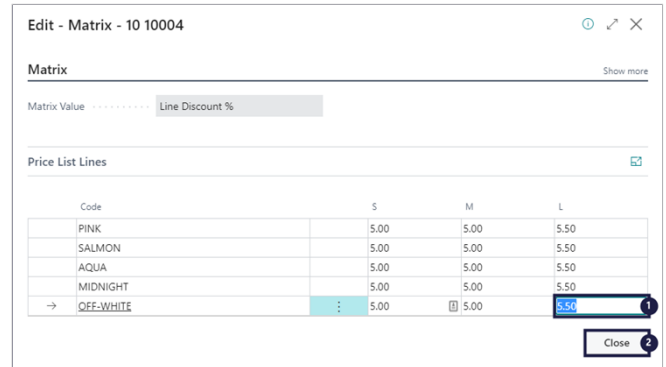 Edit - Matrix - 10 10004
Matrix
Show more
Matrix Value
Line Discount %
Price List Lines
Code S M L
PINK 5.00 5.00 5.50
SALMON 5.00 5.00 5.50
AQUA 5.00 5.00 5.50
MIDNIGHT 5.00 5.00 5.50
OFF-WHITE 5.00 5.00 5.50 1
Close 2